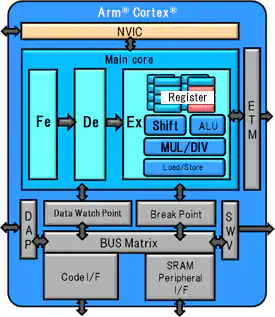 Arm® Cortex®
NVIC
Main core
Fe
De
Ex
Register
Shift
ALU
MUL/DIV
Load/Store
ETM
Data Watch Point
Break Point
DAP
SWV
BUS Matrix
Code I/F
SRAM
Peripheral
I/F